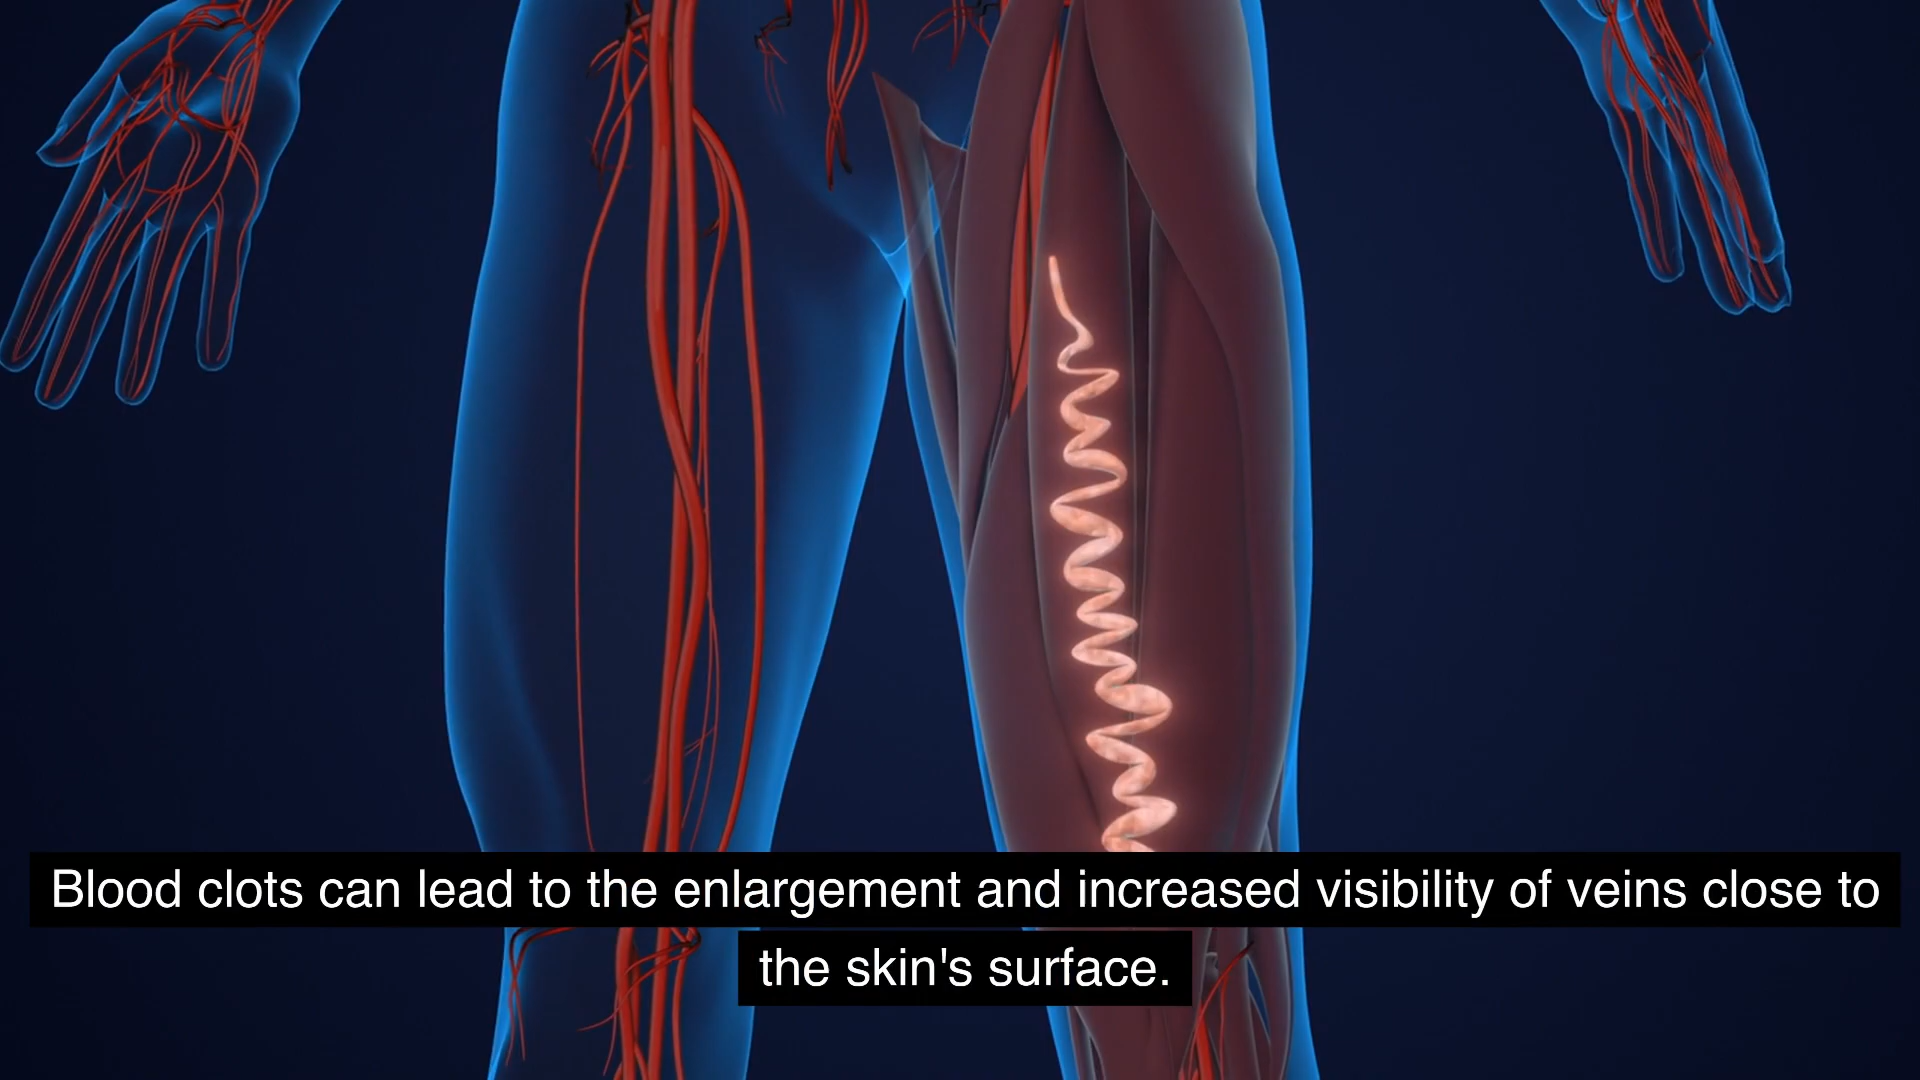 Blood clots can lead to the enlargement and increased visibility of veins close to
the skin's surface.